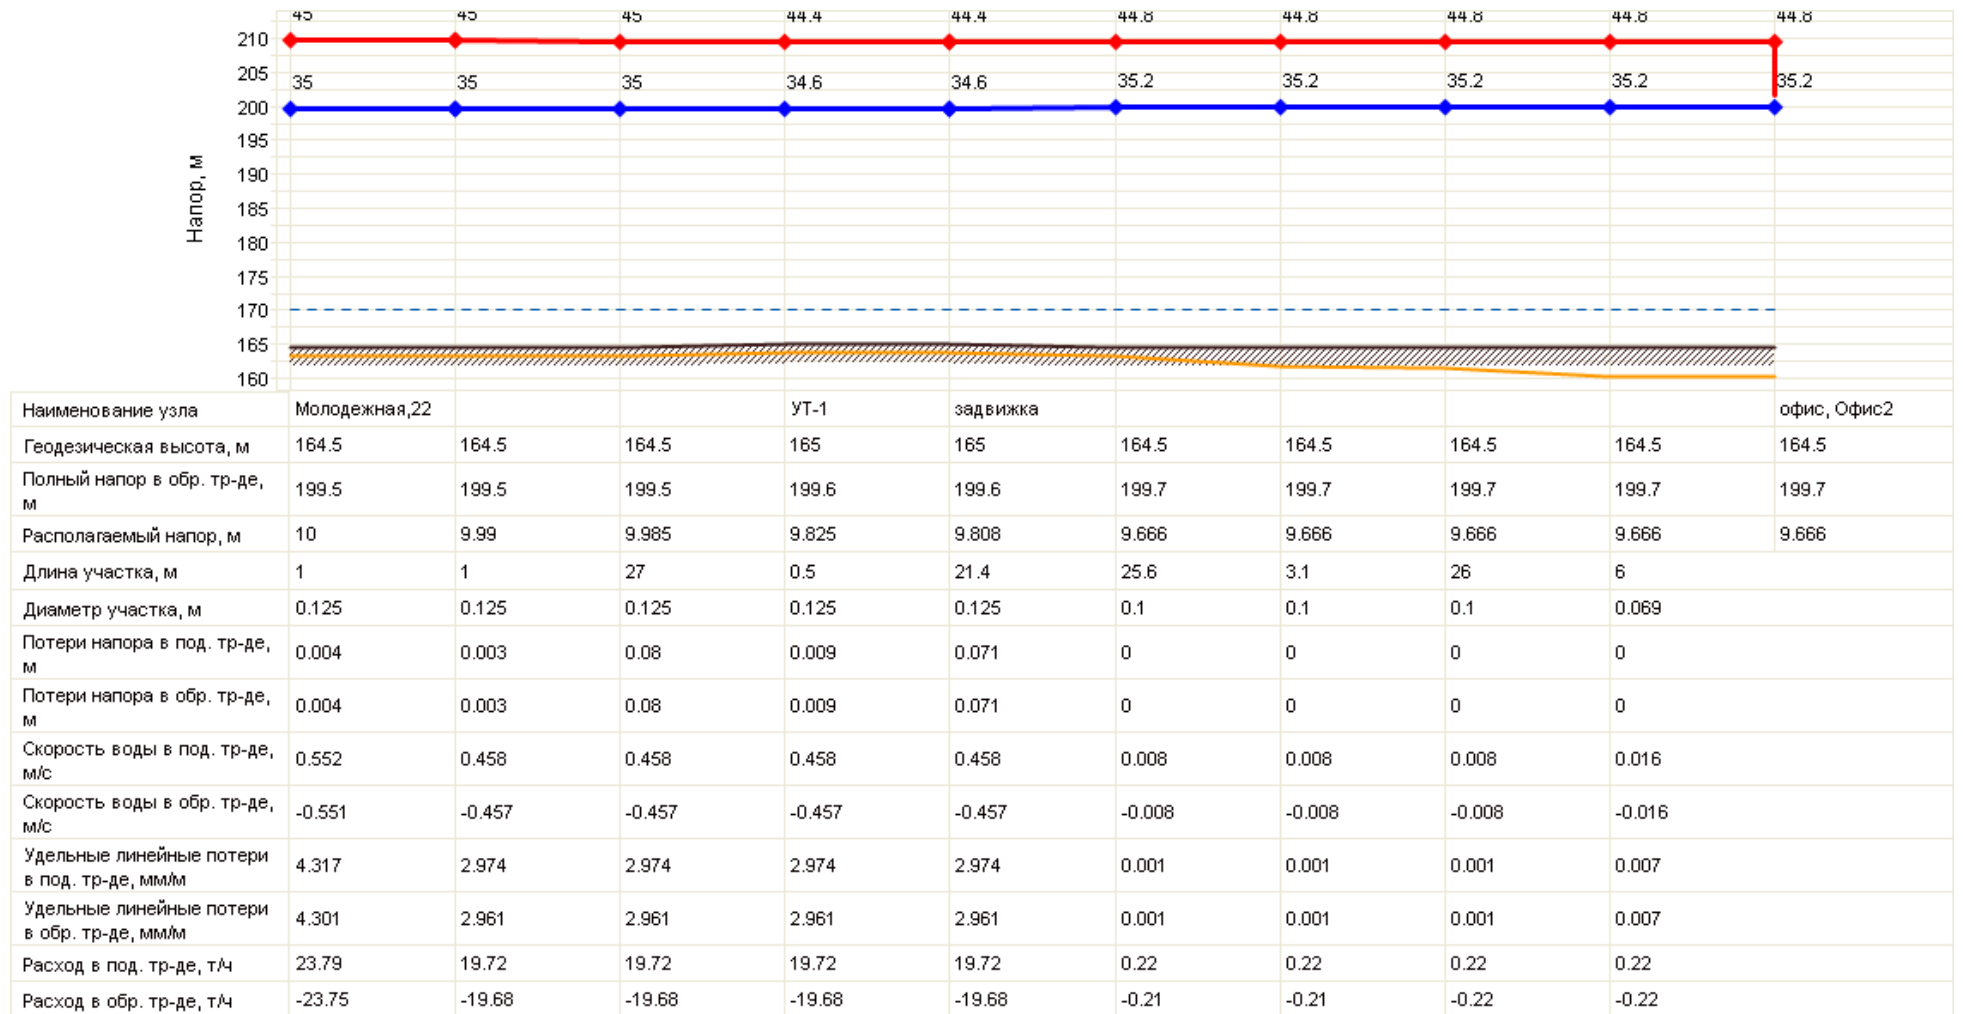 45 45 45 44.4 44.4 44.8 44.8 44.8 44.8 44.8
210
205
35 35 35 34.6 34.6 35.2 35.2 35.2 35.2 35.2
200
195
190
185
180
175
170
165
160
Напор, м
Наименование узла Молодежная,22 УТ-1 задвижка офис, Офис2
Геодезическая высота, м 164.5 164.5 164.5 165 165 164.5 164.5 164.5 164.5 164.5
Полный напор в обр. тр-де,
м 199.5 199.5 199.5 199.6 199.6 199.7 199.7 199.7 199.7 199.7
Располагаемый напор, м 10 9.99 9.985 9.825 9.808 9.666 9.666 9.666 9.666 9.666
Длина участка, м 1 1 27 0.5 21.4 25.6 3.1 26 6
Диаметр участка, м 0.125 0.125 0.125 0.125 0.125 0.1 0.1 0.1 0.069
Потери напора в под. тр-де,
м 0.004 0.003 0.08 0.009 0.071 0 0 0 0
Потери напора в обр. тр-де,
м 0.004 0.003 0.08 0.009 0.071 0 0 0 0
Скорость воды в под. тр-де,
м/с 0.552 0.458 0.458 0.458 0.458 0.008 0.008 0.008 0.016
Скорость воды в обр. тр-де,
м/с -0.551 -0.457 -0.457 -0.457 -0.457 -0.008 -0.008 -0.008 -0.016
Удельные линейные потери
в под. тр-де, мм/м 4.317 2.974 2.974 2.974 2.974 0.001 0.001 0.001 0.007
Удельные линейные потери
в обр. тр-де, мм/м 4.301 2.961 2.961 2.961 2.961 0.001 0.001 0.001 0.007
Расход в под. тр-де, т/ч 23.79 19.72 19.72 19.72 19.72 0.22 0.22 0.22 0.22
Расход в обр. тр-де, т/ч -23.75 -19.68 -19.68 -19.68 -19.68 -0.21 -0.21 -0.22 -0.22